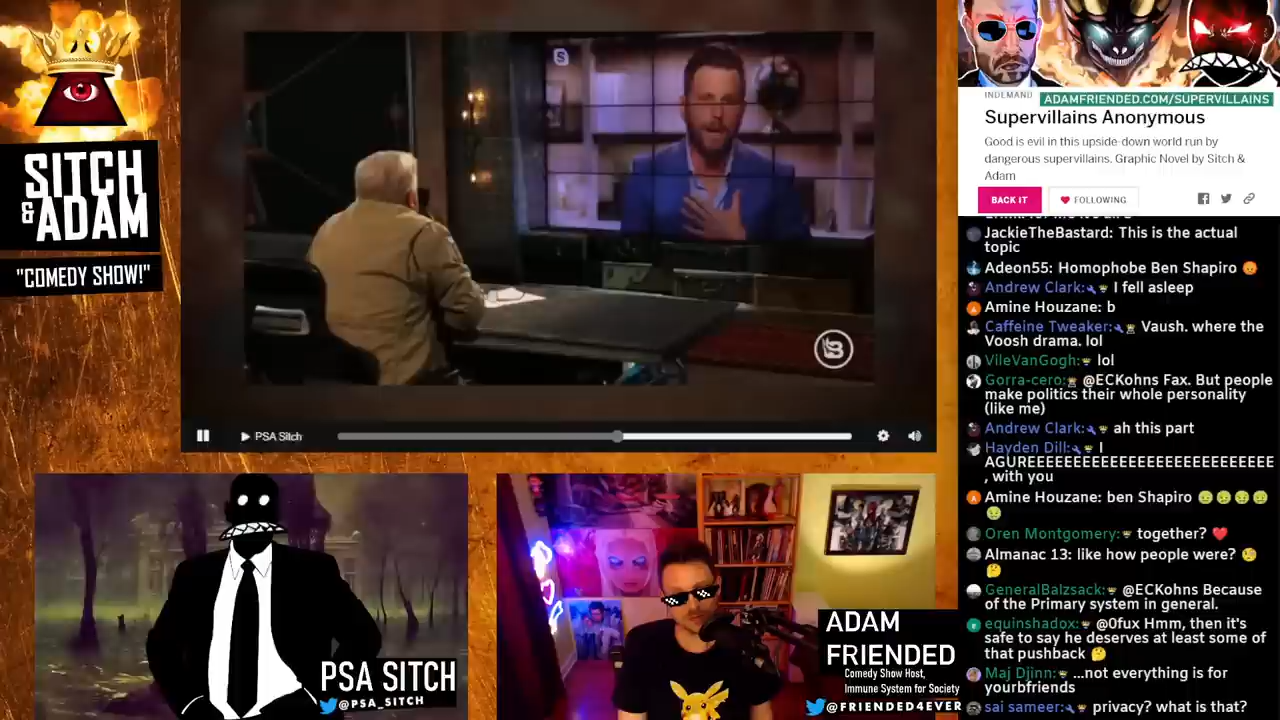 SITCH
& ADAM
"COMEDY SHOW!"
S
B
PSA Sitch
PSA SITCH
@PSA_SITCH
ADAM
FRIENDED
Comedy Show Host,
Immune System for Society
@FRIENDED4EVER
INDEMAND
ADAMFRIENDED.COM/SUPERVILLAINS
Supervillains Anonymous
Good is evil in this upside-down world run by
dangerous supervillains. Graphic Novel by Sitch &
Adam
BACK IT
FOLLOWING
JackieTheBastard: This is the actual
topic
Adeon55: Homophobe Ben Shapiro 😡
Andrew Clark: I fell asleep
Amine Houzane: b
Caffeine Tweaker: Vaush. where the
Voosh drama. lol
VileVanGogh: lol
Gorra-cero: @ECKohns Fax. But people
make politics their whole personality
(like me)
Andrew Clark: ah this part
Hayden Dill: I
AGUREEEEEEEEEEEEEEEEEEEEEEEEEE
, with you
Amine Houzane: ben Shapiro 🤢🤢🤢🤢
🤢
Oren Montgomery: together? ❤️
Almanac 13: like how people were? 🧐
🤔
GeneralBalzsack: @ECKohns Because
of the Primary system in general.
equinshadox: @0fux Hmm, then it's
safe to say he deserves at least some of
that pushback 🤔
Maj Djinn: ...not everything is for
yourbfriends
sai sameer: privacy? what is that?